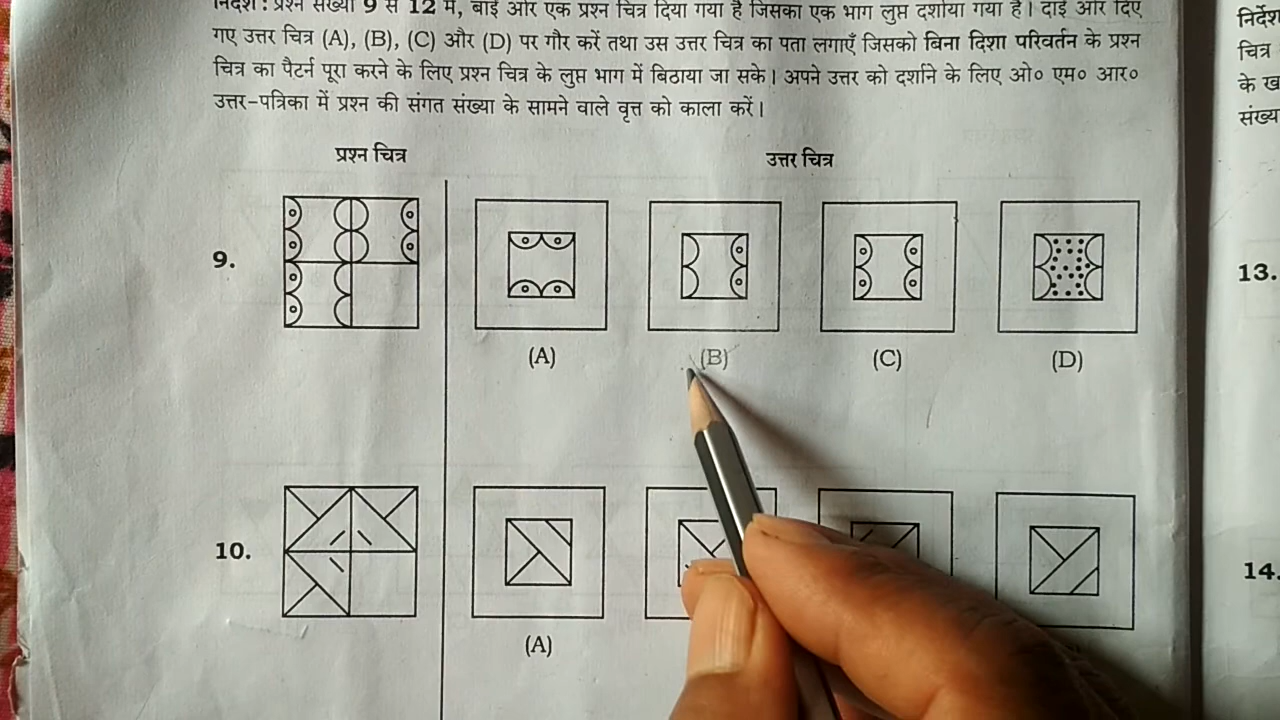 निर्देश : प्रश्न संख्या 9 से 12 में, बाईं ओर एक प्रश्न चित्र दिया गया है जिसका एक भाग लुप्त दर्शाया गया है। दाईं ओर दिए
गए उत्तर चित्र (A), (B), (C) और (D) पर गौर करें तथा उस उत्तर चित्र का पता लगाएँ जिसको बिना दिशा परिवर्तन के प्रश्न
चित्र का पैटर्न पूरा करने के लिए प्रश्न चित्र के लुप्त भाग में बिठाया जा सके। अपने उत्तर को दर्शाने के लिए ओ० एम० आर०
उत्तर-पत्रिका में प्रश्न की संगत संख्या के सामने वाले वृत्त को काला करें।
प्रश्न चित्र उत्तर चित्र
9.
(A) (B) (C) (D)
10.
(A)
चित्र
के
13.
14.